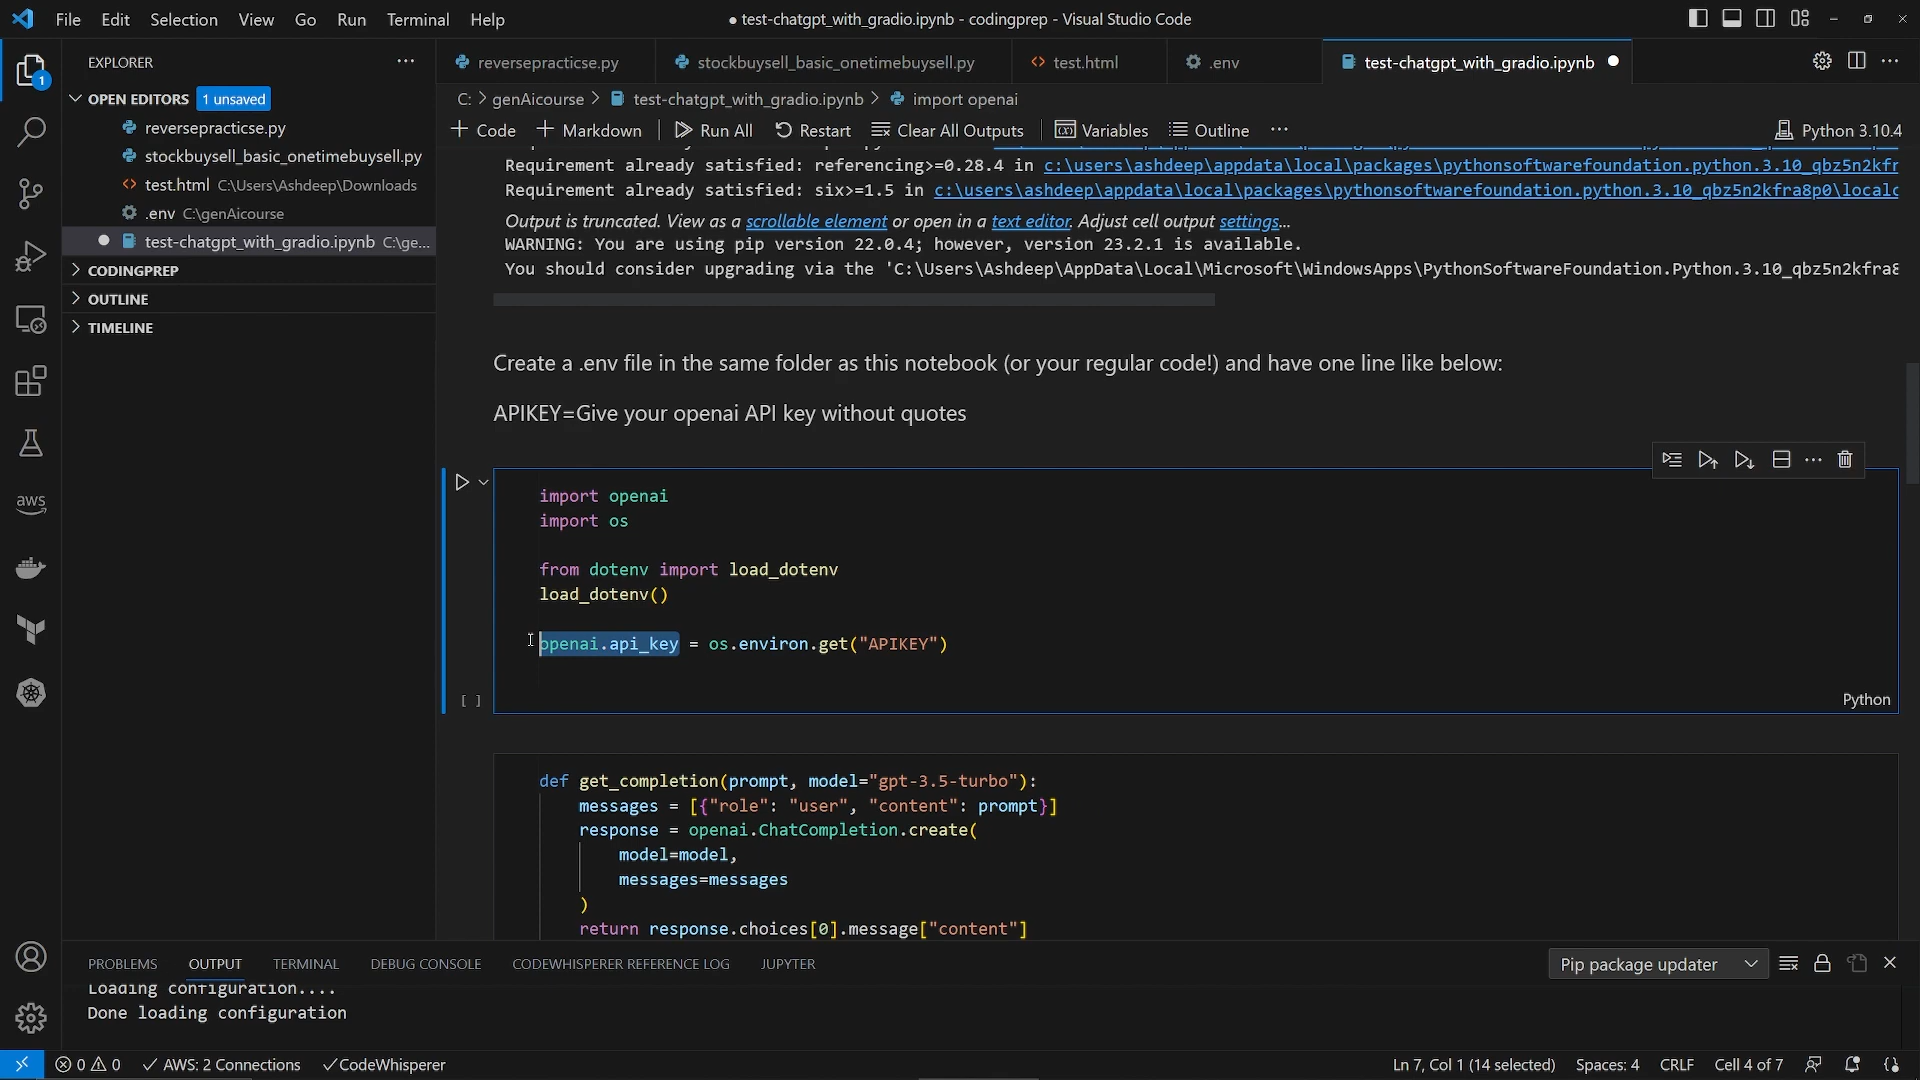 File Edit Selection View Go Run Terminal Help
● test-chatgpt_with_gradio.ipynb - codingprep - Visual Studio Code
EXPLORER
reversepracticse.py
stockbuysell_basic_onetimebuysell.py
test.html
.env
test-chatgpt_with_gradio.ipynb
1
OPEN EDITORS 1 unsaved
reversepracticse.py
stockbuysell_basic_onetimebuysell.py
test.html C:\Users\Ashdeep\Downloads
.env C:\genAicourse
test-chatgpt_with_gradio.ipynb C:\ge...
CODINGPREP
OUTLINE
TIMELINE
aws
C: > genAicourse > test-chatgpt_with_gradio.ipynb > import openai
+ Code + Markdown | Run All Restart Clear All Outputs | Variables Outline ...
Python 3.10.4
Requirement already satisfied: referencing>=0.28.4 in c:\users\ashdeep\appdata\local\packages\pythonsoftwarefoundation.python.3.10_qbz5n2kfr
Requirement already satisfied: six>=1.5 in c:\users\ashdeep\appdata\local\packages\pythonsoftwarefoundation.python.3.10_qbz5n2kfra8p0\localc
Output is truncated. View as a scrollable element or open in a text editor. Adjust cell output settings...
WARNING: You are using pip version 22.0.4; however, version 23.2.1 is available.
You should consider upgrading via the 'C:\Users\Ashdeep\AppData\Local\Microsoft\WindowsApps\PythonSoftwareFoundation.Python.3.10_qbz5n2kfra8
Create a .env file in the same folder as this notebook (or your regular code!) and have one line like below:
APIKEY=Give your openai API key without quotes
import openai
import os
from dotenv import load_dotenv
load_dotenv()
openai.api_key = os.environ.get("APIKEY")
[ ]
Python
def get_completion(prompt, model="gpt-3.5-turbo"):
messages = [{"role": "user", "content": prompt}]
response = openai.ChatCompletion.create(
model=model,
messages=messages
)
return response.choices[0].message["content"]
PROBLEMS OUTPUT TERMINAL DEBUG CONSOLE CODEWHISPERER REFERENCE LOG JUPYTER
Pip package updater
Loading configuration....
Done loading configuration
0 0 AWS: 2 Connections CodeWhisperer
Ln 7, Col 1 (14 selected) Spaces: 4 CRLF Cell 4 of 7